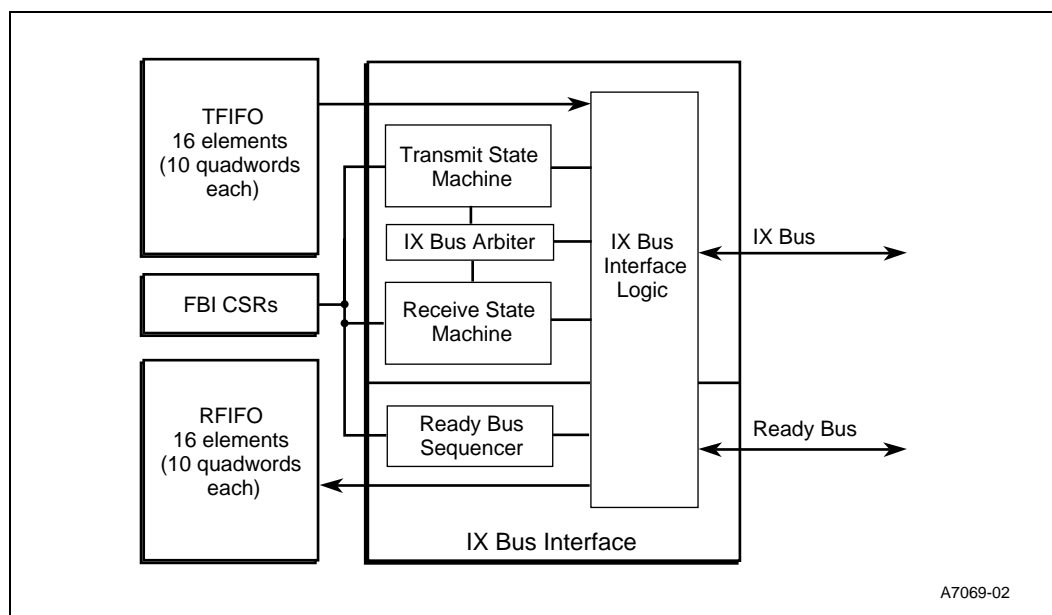 TFIFO
16 elements
(10 quadwords
each)
FBI CSRs
RFIFO
16 elements
(10 quadwords
each)
Transmit State
Machine
IX Bus Arbiter
Receive State
Machine
Ready Bus
Sequencer
IX Bus
Interface
Logic
IX Bus Interface
IX Bus
Ready Bus
A7069-02